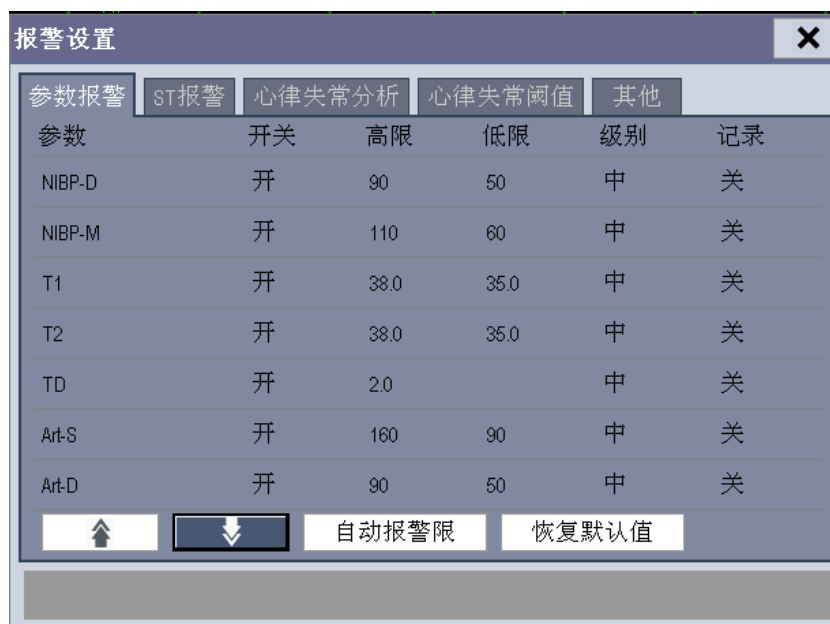 报警设置
参数报警 ST报警 心律失常分析 心律失常阈值 其他
参数 开关 高限 低限 级别 记录
NIBP-D 开 90 50 中 关
NIBP-M 开 110 60 中 关
T1 开 38.0 35.0 中 关
T2 开 38.0 35.0 中 关
TD 开 2.0 中 关
Art-S 开 160 90 中 关
Art-D 开 90 50 中 关
自动报警限 恢复默认值